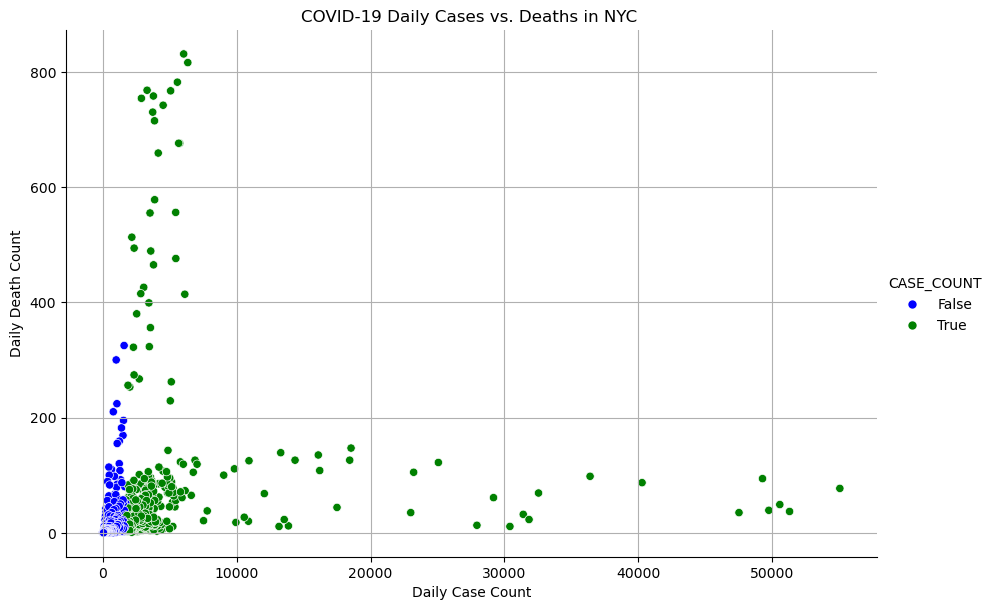 COVID-19 Daily Cases vs. Deaths in NYC
800
600
400
200
0
Daily Death Count
0 10000 20000 30000 40000 50000
Daily Case Count
CASE_COUNT
False
True